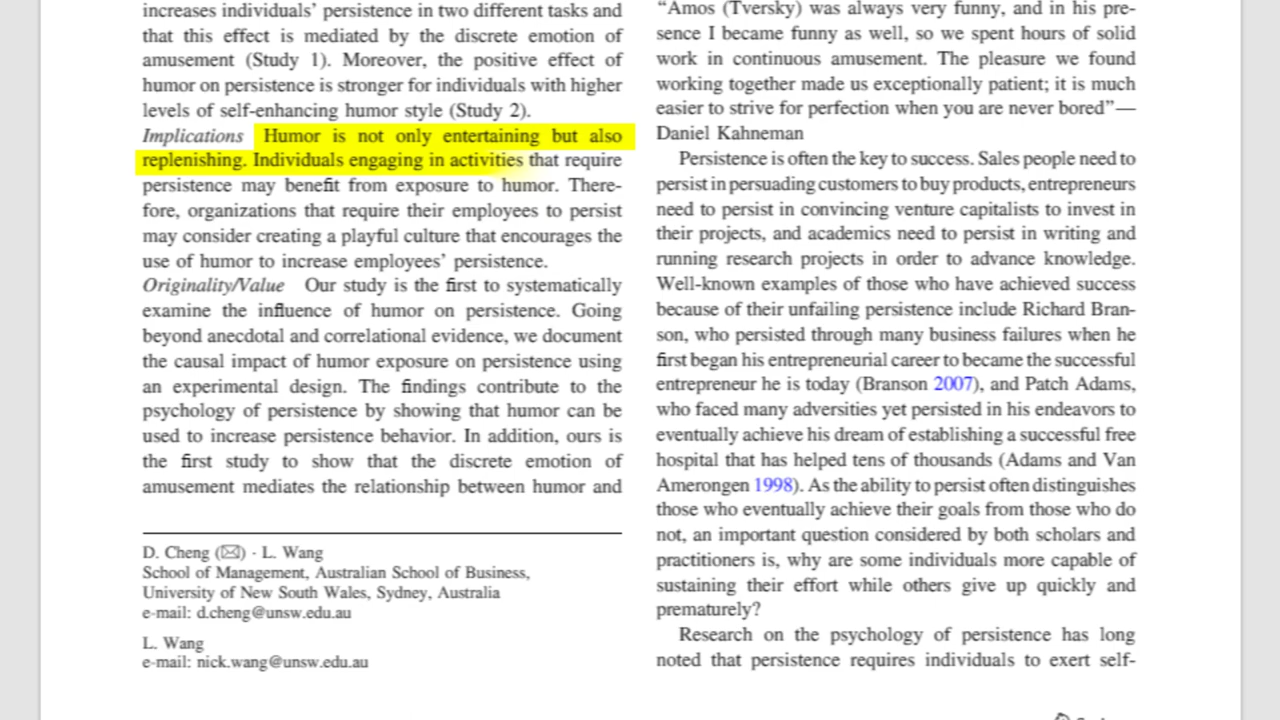 increases individuals' persistence in two different tasks and
that this effect is mediated by the discrete emotion of
amusement (Study 1). Moreover, the positive effect of
humor on persistence is stronger for individuals with higher
levels of self-enhancing humor style (Study 2).
Implications Humor is not only entertaining but also
replenishing. Individuals engaging in activities that require
persistence may benefit from exposure to humor. There-
fore, organizations that require their employees to persist
may consider creating a playful culture that encourages the
use of humor to increase employees' persistence.
Originality/Value Our study is the first to systematically
examine the influence of humor on persistence. Going
beyond anecdotal and correlational evidence, we document
the causal impact of humor exposure on persistence using
an experimental design. The findings contribute to the
psychology of persistence by showing that humor can be
used to increase persistence behavior. In addition, ours is
the first study to show that the discrete emotion of
amusement mediates the relationship between humor and
D. Cheng (✉) · L. Wang
School of Management, Australian School of Business,
University of New South Wales, Sydney, Australia
e-mail: d.cheng@unsw.edu.au
L. Wang
e-mail: nick.wang@unsw.edu.au
"Amos (Tversky) was always very funny, and in his pre-
sence I became funny as well, so we spent hours of solid
work in continuous amusement. The pleasure we found
working together made us exceptionally patient; it is much
easier to strive for perfection when you are never bored"—
Daniel Kahneman
Persistence is often the key to success. Sales people need to
persist in persuading customers to buy products, entrepreneurs
need to persist in convincing venture capitalists to invest in
their projects, and academics need to persist in writing and
running research projects in order to advance knowledge.
Well-known examples of those who have achieved success
because of their unfailing persistence include Richard Bran-
son, who persisted through many business failures when he
first began his entrepreneurial career to became the successful
entrepreneur he is today (Branson 2007), and Patch Adams,
who faced many adversities yet persisted in his endeavors to
eventually achieve his dream of establishing a successful free
hospital that has helped tens of thousands (Adams and Van
Amerongen 1998). As the ability to persist often distinguishes
those who eventually achieve their goals from those who do
not, an important question considered by both scholars and
practitioners is, why are some individuals more capable of
sustaining their effort while others give up quickly and
prematurely?
Research on the psychology of persistence has long
noted that persistence requires individuals to exert self-